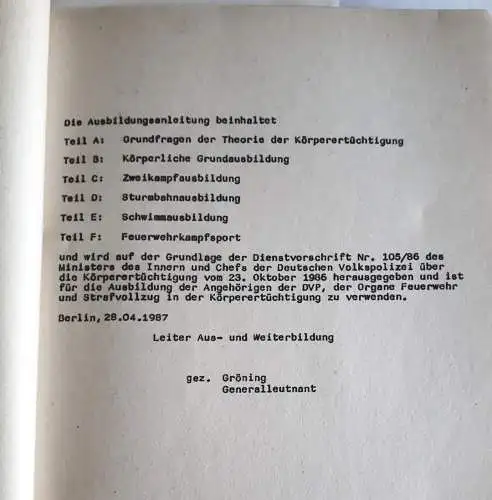 Die Ausbildungsanleitung beinhaltet
Teil A: Grundfragen der Theorie der Körperertüchtigung
Teil B: Körperliche Grundausbildung
Teil C: Zweikampfausbildung
Teil D: Sturmbahnausbildung
Teil E: Schwimmausbildung
Teil F: Feuerwehrkampfsport
und wird auf der Grundlage der Dienstvorschrift Nr. 105/86 des
Ministers des Innern und Chefs der Deutschen Volkspolizei über
die Körperertüchtigung vom 23. Oktober 1986 herausgegeben und ist
für die Ausbildung der Angehörigen der DVP, der Organe Feuerwehr
und Strafvollzug in der Körperertüchtigung zu verwenden.
Berlin, 28.04.1987
Leiter Aus- und Weiterbildung
gez. Gröning
Generalleutnant